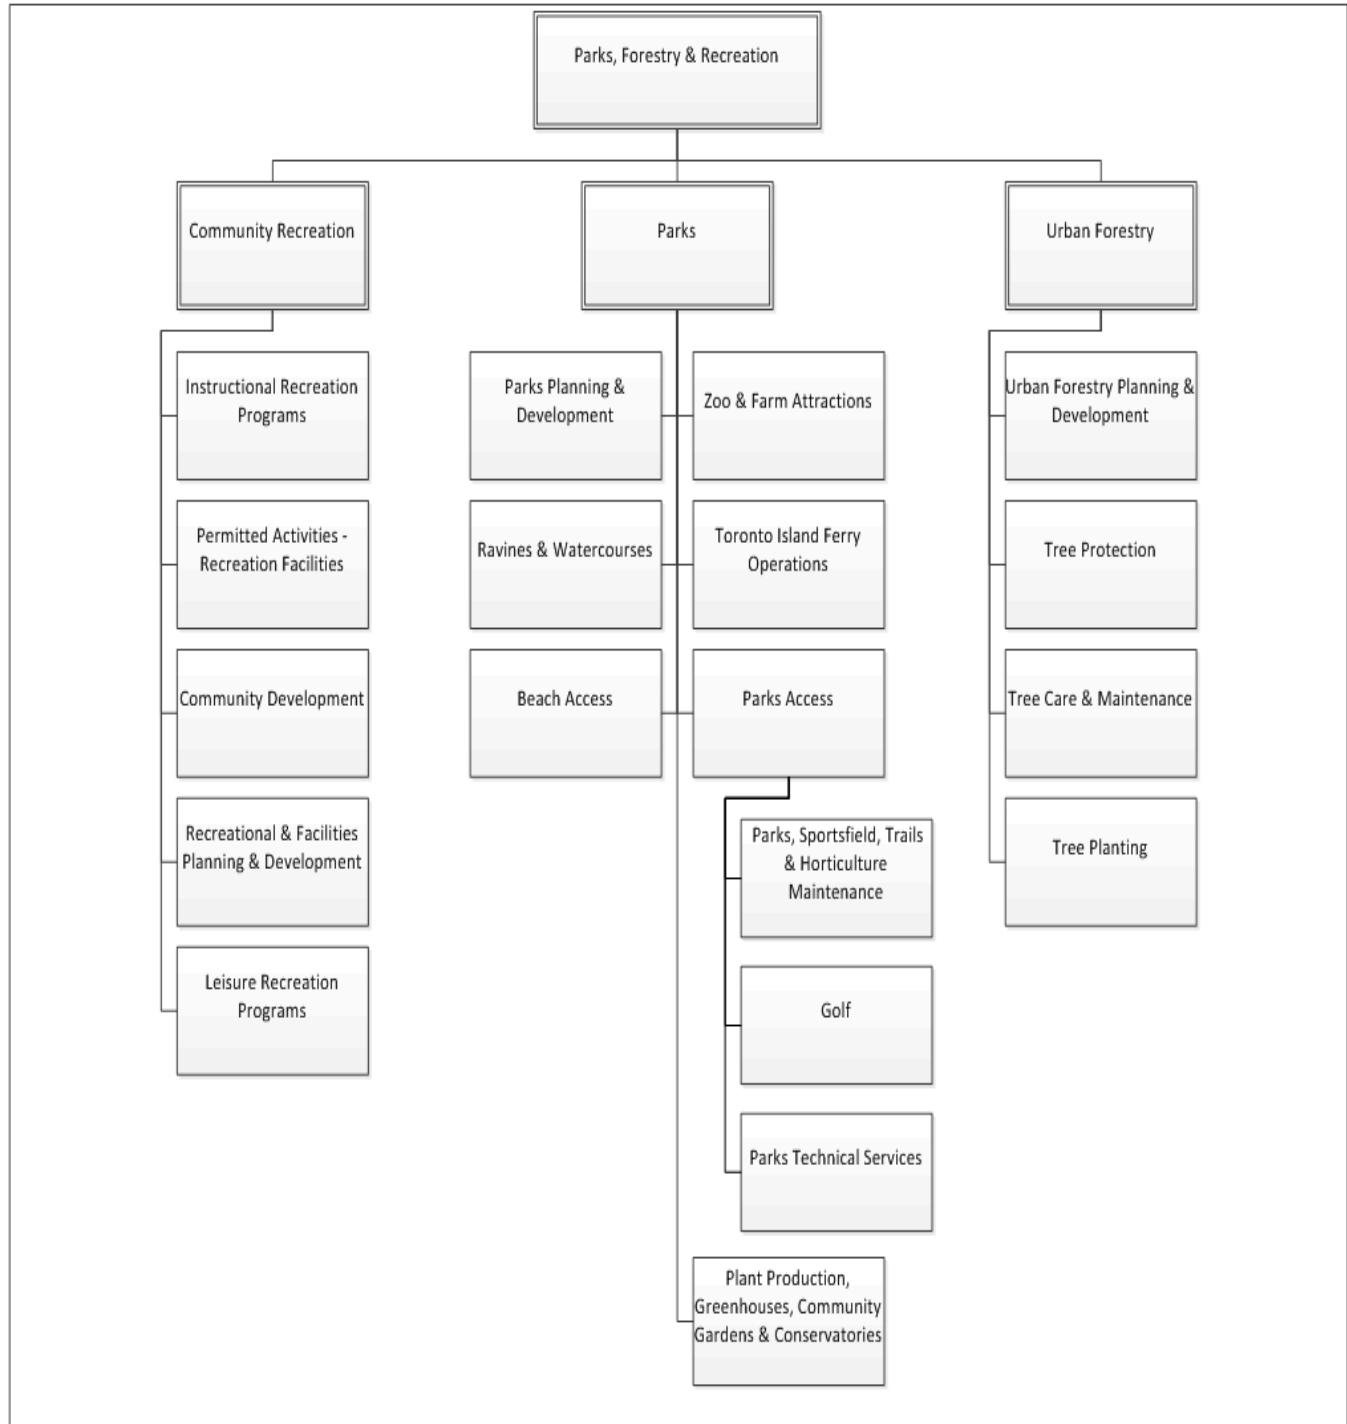 Parks, Forestry & Recreation
Community Recreation
Parks
Urban Forestry
Instructional Recreation
Programs
Permitted Activities -
Recreation Facilities
Community Development
Recreational & Facilities
Planning & Development
Leisure Recreation
Programs
Parks Planning &
Development
Zoo & Farm Attractions
Ravines & Watercourses
Toronto Island Ferry
Operations
Beach Access
Parks Access
Parks, Sportsfield, Trails
& Horticulture
Maintenance
Golf
Parks Technical Services
Plant Production,
Greenhouses, Community
Gardens & Conservatories
Urban Forestry Planning &
Development
Tree Protection
Tree Care & Maintenance
Tree Planting